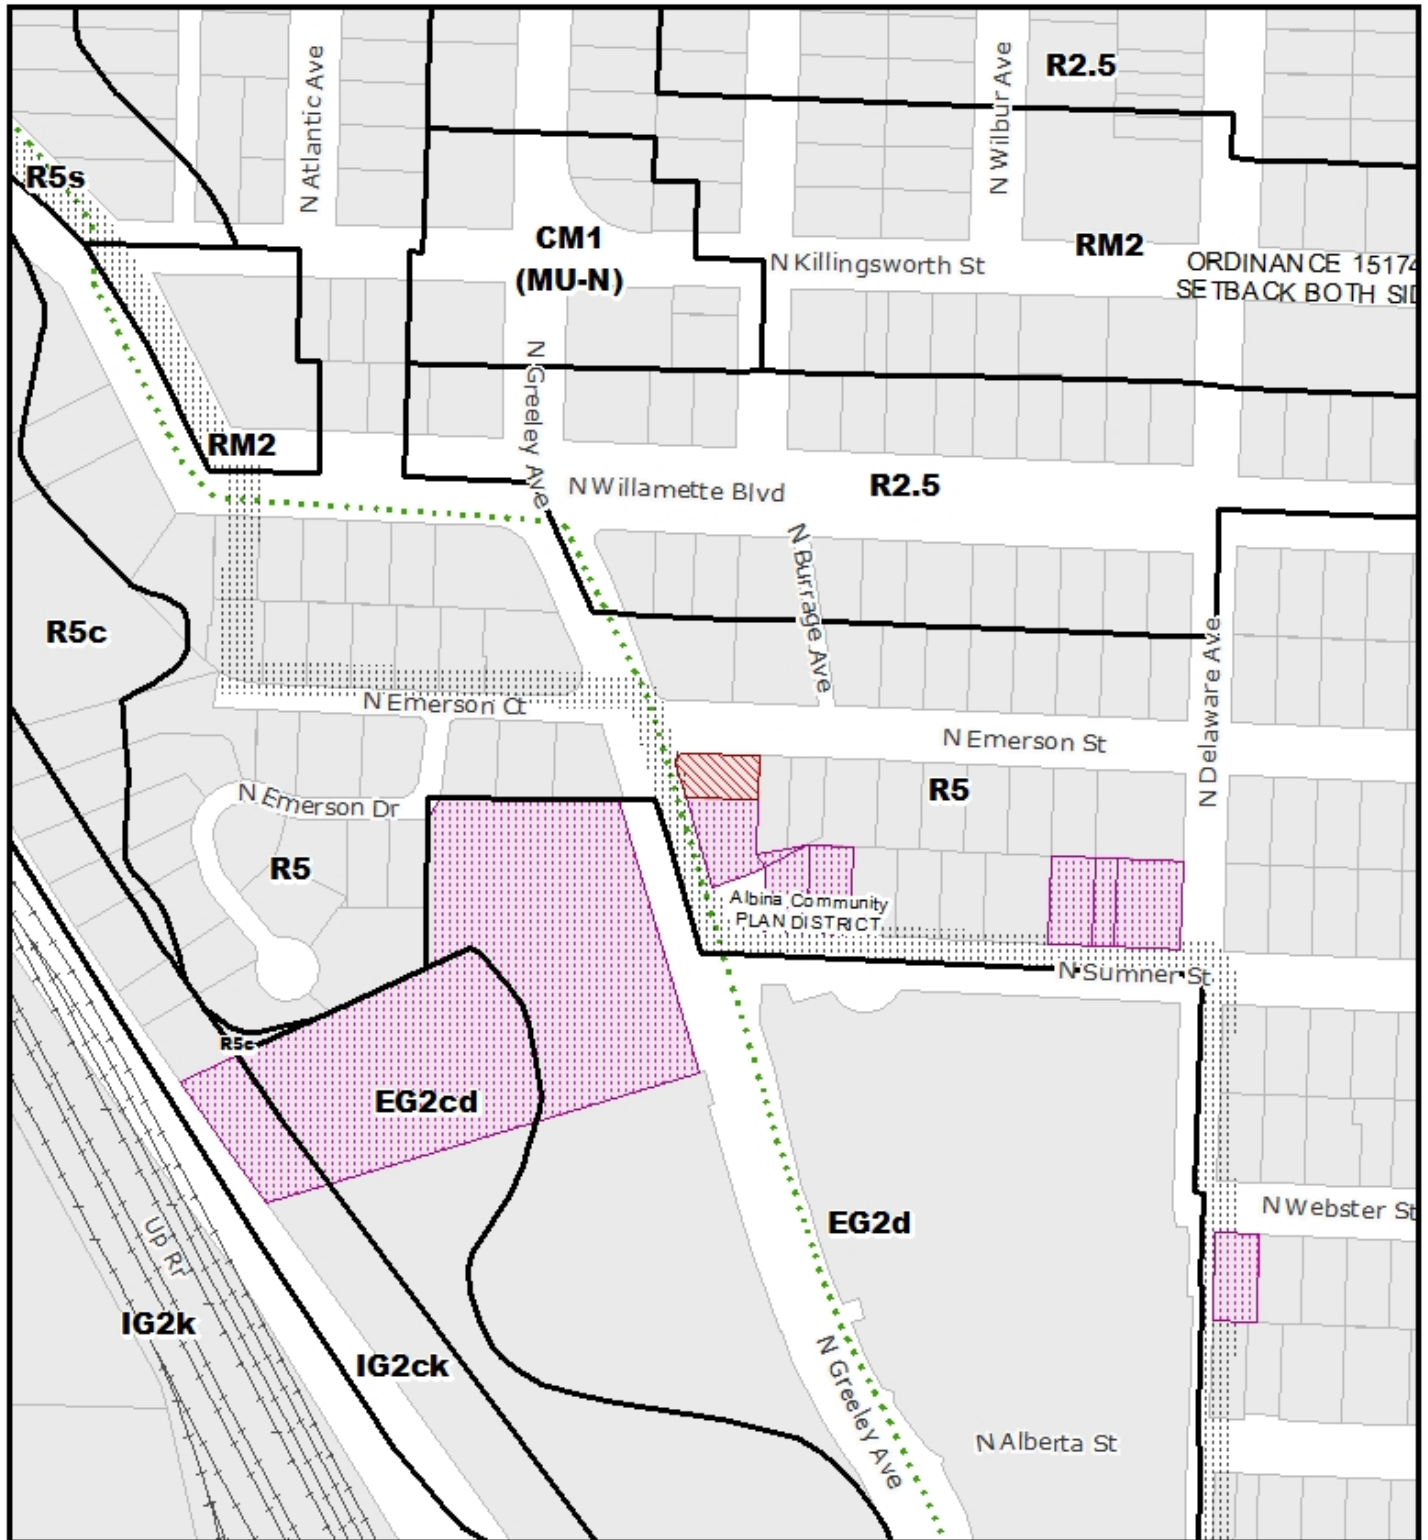 R2.5
N Atlantic Ave
N Wilbur Ave
R5s
CM1
(MU-N)
RM2
N Killingsworth St
ORDINANCE 15174
SETBACK BOTH SID
N Greeley Ave
RM2
N Willamette Blvd
R2.5
N Burrage Ave
R5c
N Delaware Ave
N Emerson Ct
N Emerson St
N Emerson Dr
R5
R5
Albina Community
PLAN DISTRICT
N Sumner St
R5c
EG2cd
N Webster St
EG2d
Up Rr
IG2k
IG2ck
N Greeley Ave
N Alberta St